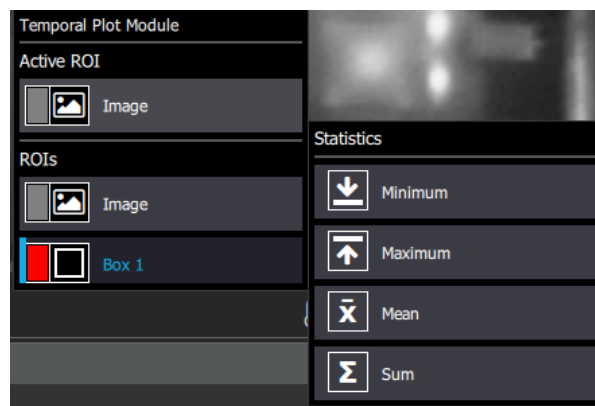 Temporal Plot Module
Active ROI
Image
ROIs
Image
Box 1
Statistics
Minimum
Maximum
x̄ Mean
Σ Sum